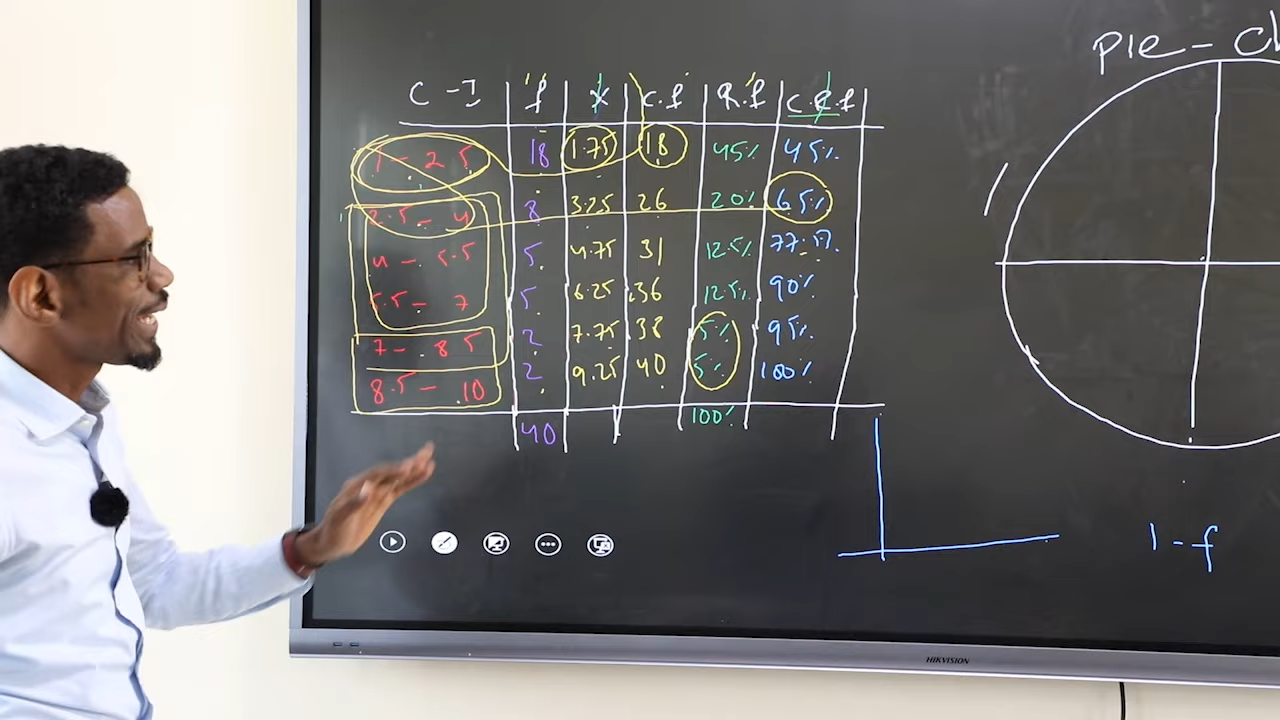 pie - Ch
C - I f x c.f R.f C.R.f
1 - 2.5 18 1.75 18 45% 45%
2.5 - 4 8 3.25 26 20% 65%
4 - 5.5 5 4.75 31 12.5% 77.5%
5.5 - 7 5 6.25 36 12.5% 90%
7 - 8.5 2 7.75 38 5% 95%
8.5 - 10 2 9.25 40 5% 100%
40 100%
1 - f
HIKVISION